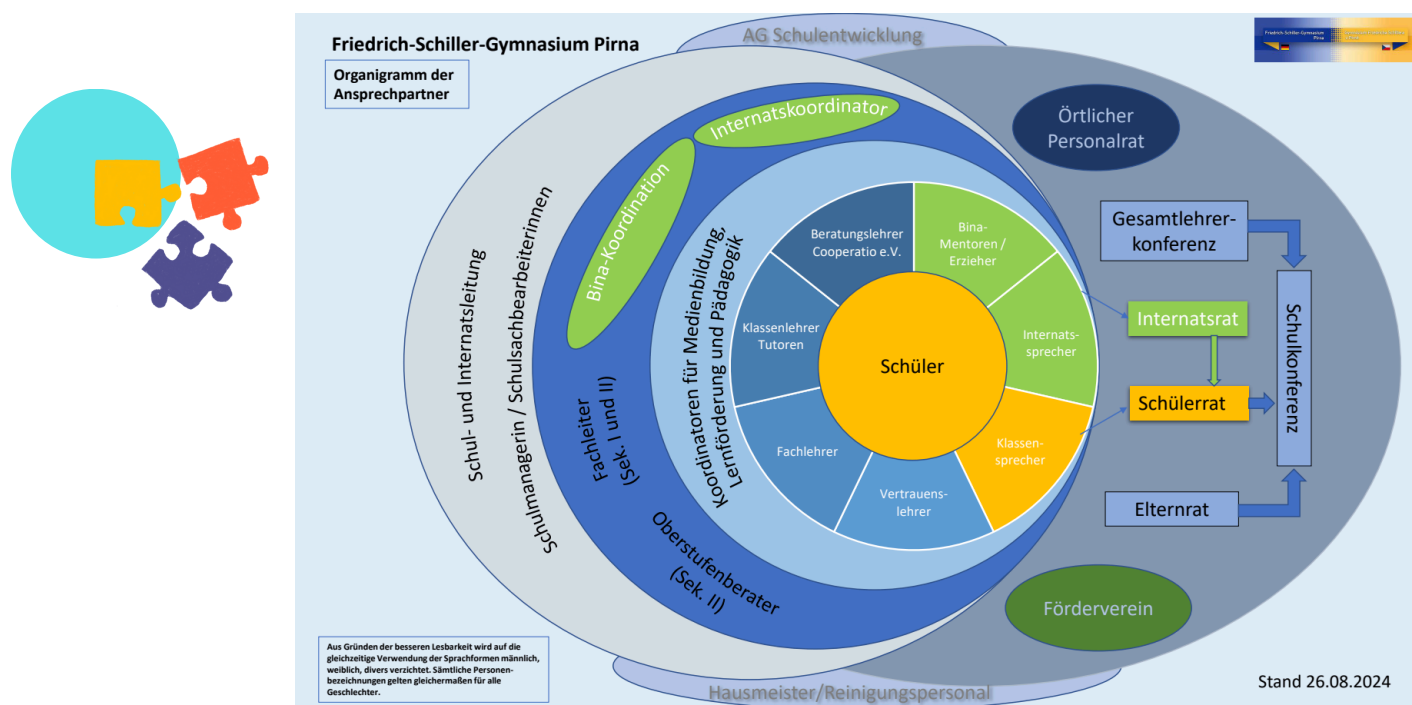 AG Schulentwicklung
Friedrich-Schiller-Gymnasium Pirna
Organigramm der
Ansprechpartner
Friedrich-Schiller-Gymnasium
Pirna
Internatskoordinator
Bina-Koordination
Örtlicher
Personalrat
Schul- und Internatsleitung
Schulmanagerin / Schulsachbearbeiterinnen
Fachleiter
(Sek. I und II)
Oberstufenberater
(Sek. II)
Koordinatoren für Medienbildung,
Lernförderung und Pädagogik
Beratungslehrer
Cooperatio e.V.
Bina-
Mentoren /
Erzieher
Klassenlehrer
Tutoren
Internats-
sprecher
Schüler
Fachlehrer
Klassen-
sprecher
Vertrauens-
lehrer
Gesamtlehrer-
konferenz
Internatsrat
Schülerrat
Schulkonferenz
Elternrat
Förderverein
Aus Gründen der besseren Lesbarkeit wird auf die
gleichzeitige Verwendung der Sprachformen männlich,
weiblich, divers verzichtet. Sämtliche Personen-
bezeichnungen gelten gleichermaßen für alle
Geschlechter.
Hausmeister/Reinigungspersonal
Stand 26.08.2024